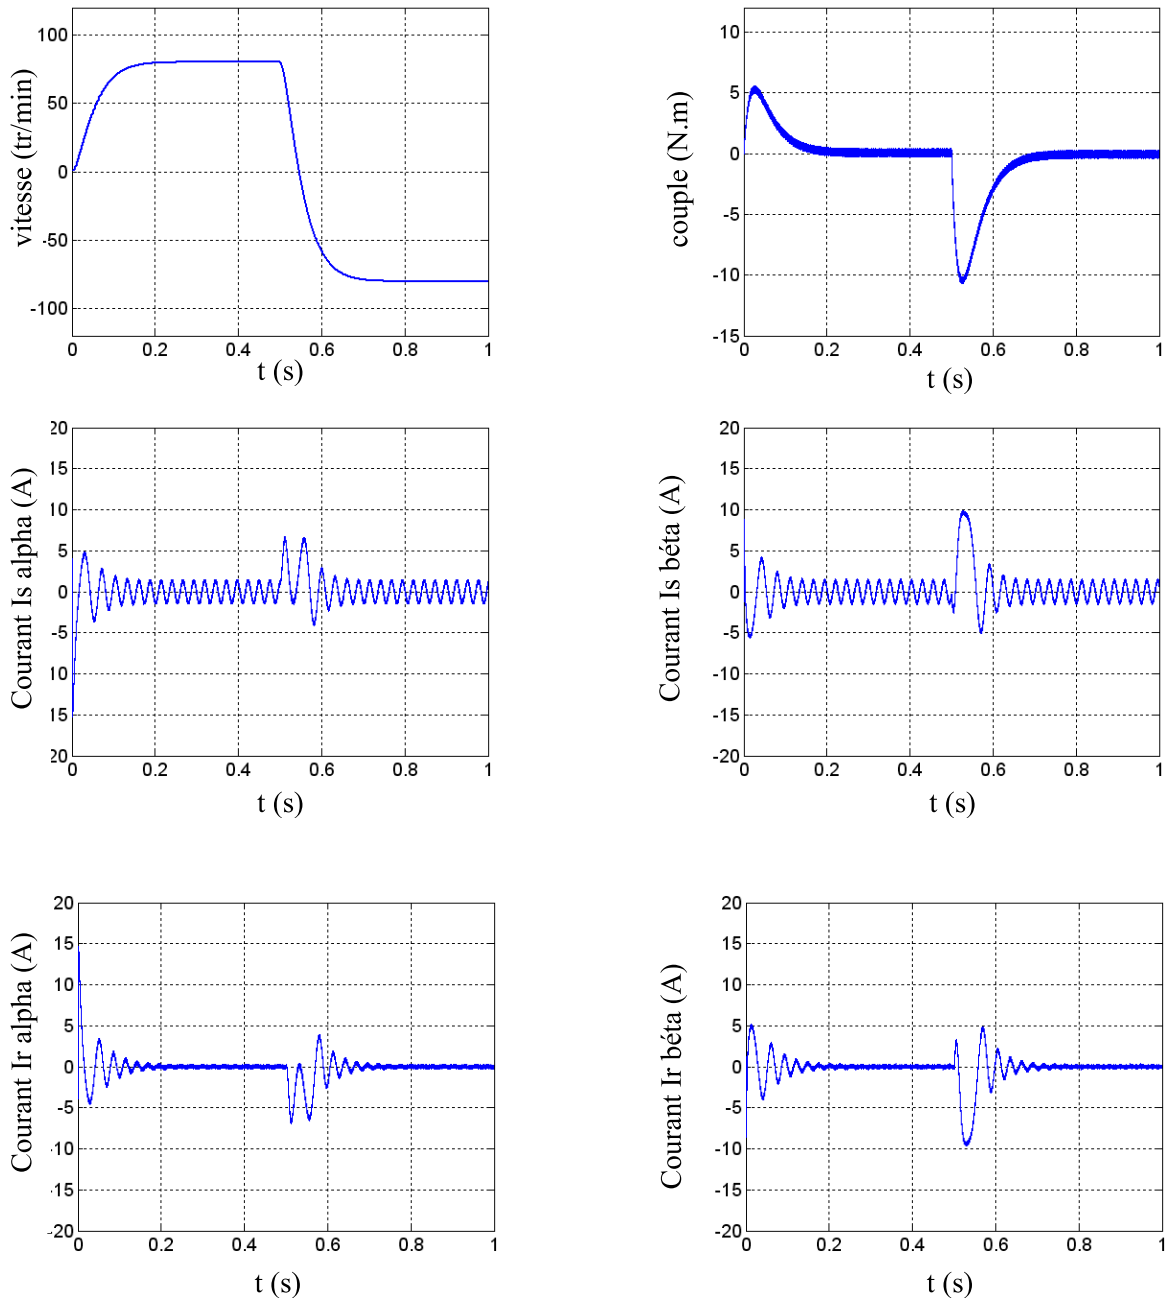 vitesse (tr/min)
100
50
0
-50
-100
0 0.2 0.4 0.6 0.8 1
t (s)
couple (N.m)
10
5
0
-5
-10
-15
0 0.2 0.4 0.6 0.8 1
t (s)
Courant Is alpha (A)
20
15
10
5
0
-5
10
15
20
0 0.2 0.4 0.6 0.8 1
t (s)
Courant Is béta (A)
20
15
10
5
0
-5
-10
-15
-20
0 0.2 0.4 0.6 0.8 1
t (s)
Courant Ir alpha (A)
20
15
10
5
0
-5
-10
-15
-20
0 0.2 0.4 0.6 0.8 1
t (s)
Courant Ir béta (A)
20
15
10
5
0
-5
-10
-15
-20
0 0.2 0.4 0.6 0.8 1
t (s)